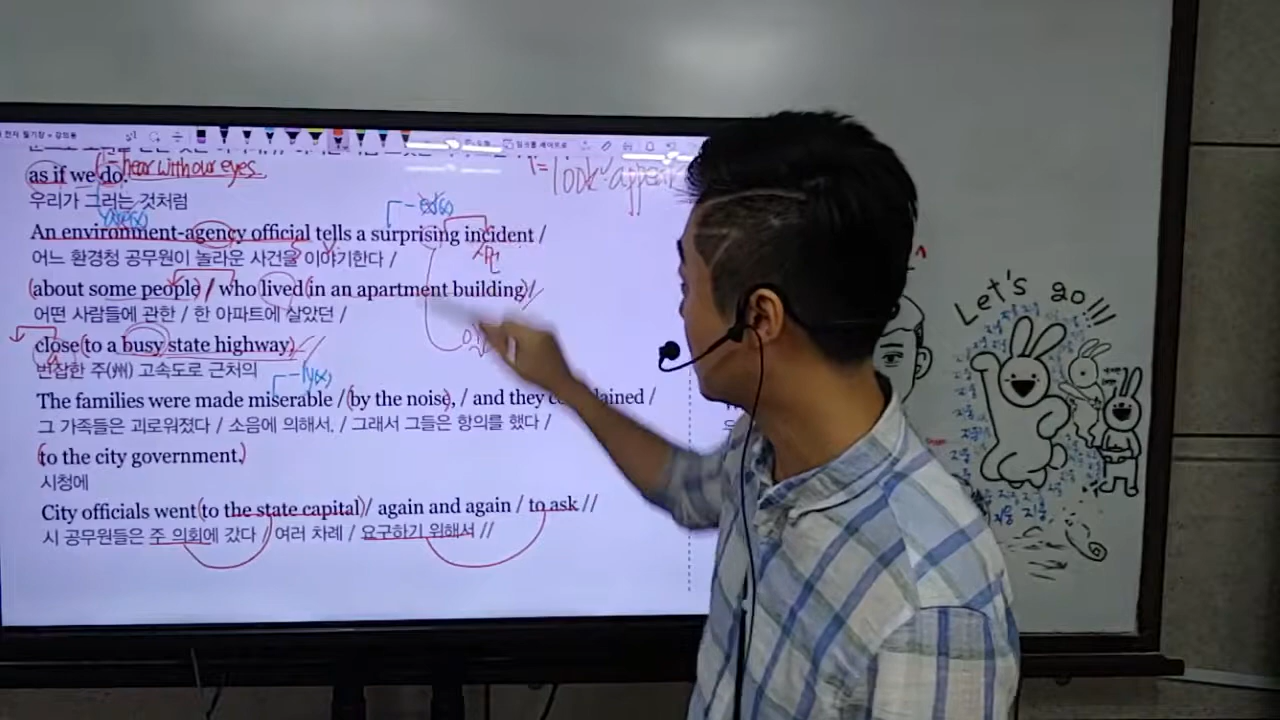 as if we do. = hear with our eyes.
look, appear
우리가 그러는 것처럼
An environment-agency official tells a surprising incident /
어느 환경청 공무원이 놀라운 사건을 이야기한다 /
(about some people) / who lived (in an apartment building) /
어떤 사람들에 관한 / 한 아파트에 살았던 /
close (to a busy state highway)
번잡한 주(州) 고속도로 근처의
-ly(x)
The families were made miserable / (by the noise), / and they complained /
그 가족들은 괴로워졌다 / 소음에 의해서, / 그래서 그들은 항의를 했다 /
(to the city government.)
시청에
City officials went (to the state capital) / again and again / to ask //
시 공무원들은 주 의회에 갔다 / 여러 차례 / 요구하기 위해서 //
Let's go!!!
지웅 지웅